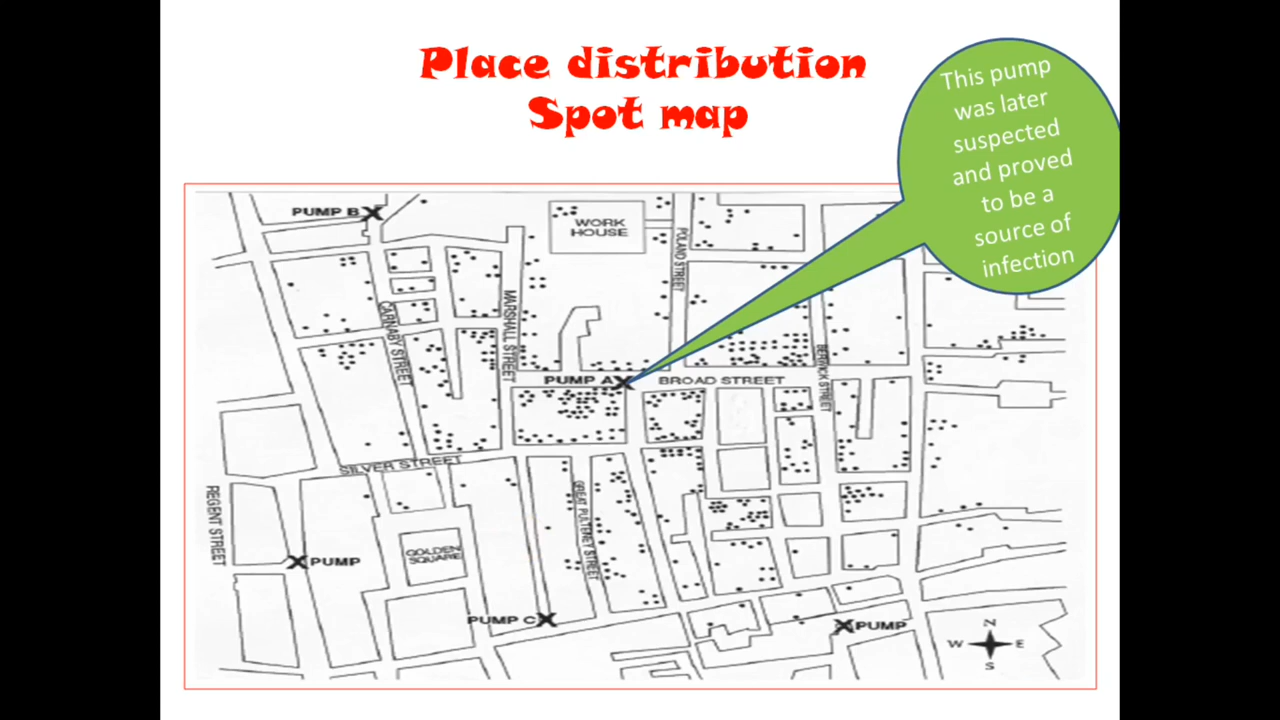 Place distribution
Spot map
This pump
was later
suspected
and proved
to be a
source of
infection
PUMP B
WORK
HOUSE
POLAND STREET
CARNABY STREET
MARSHALL STREET
PUMP A
BROAD STREET
BERWICK STREET
SILVER STREET
REGENT STREET
GREAT PULTENEY STREET
GOLDEN
SQUARE
PUMP
PUMP C
PUMP
N
W E
S